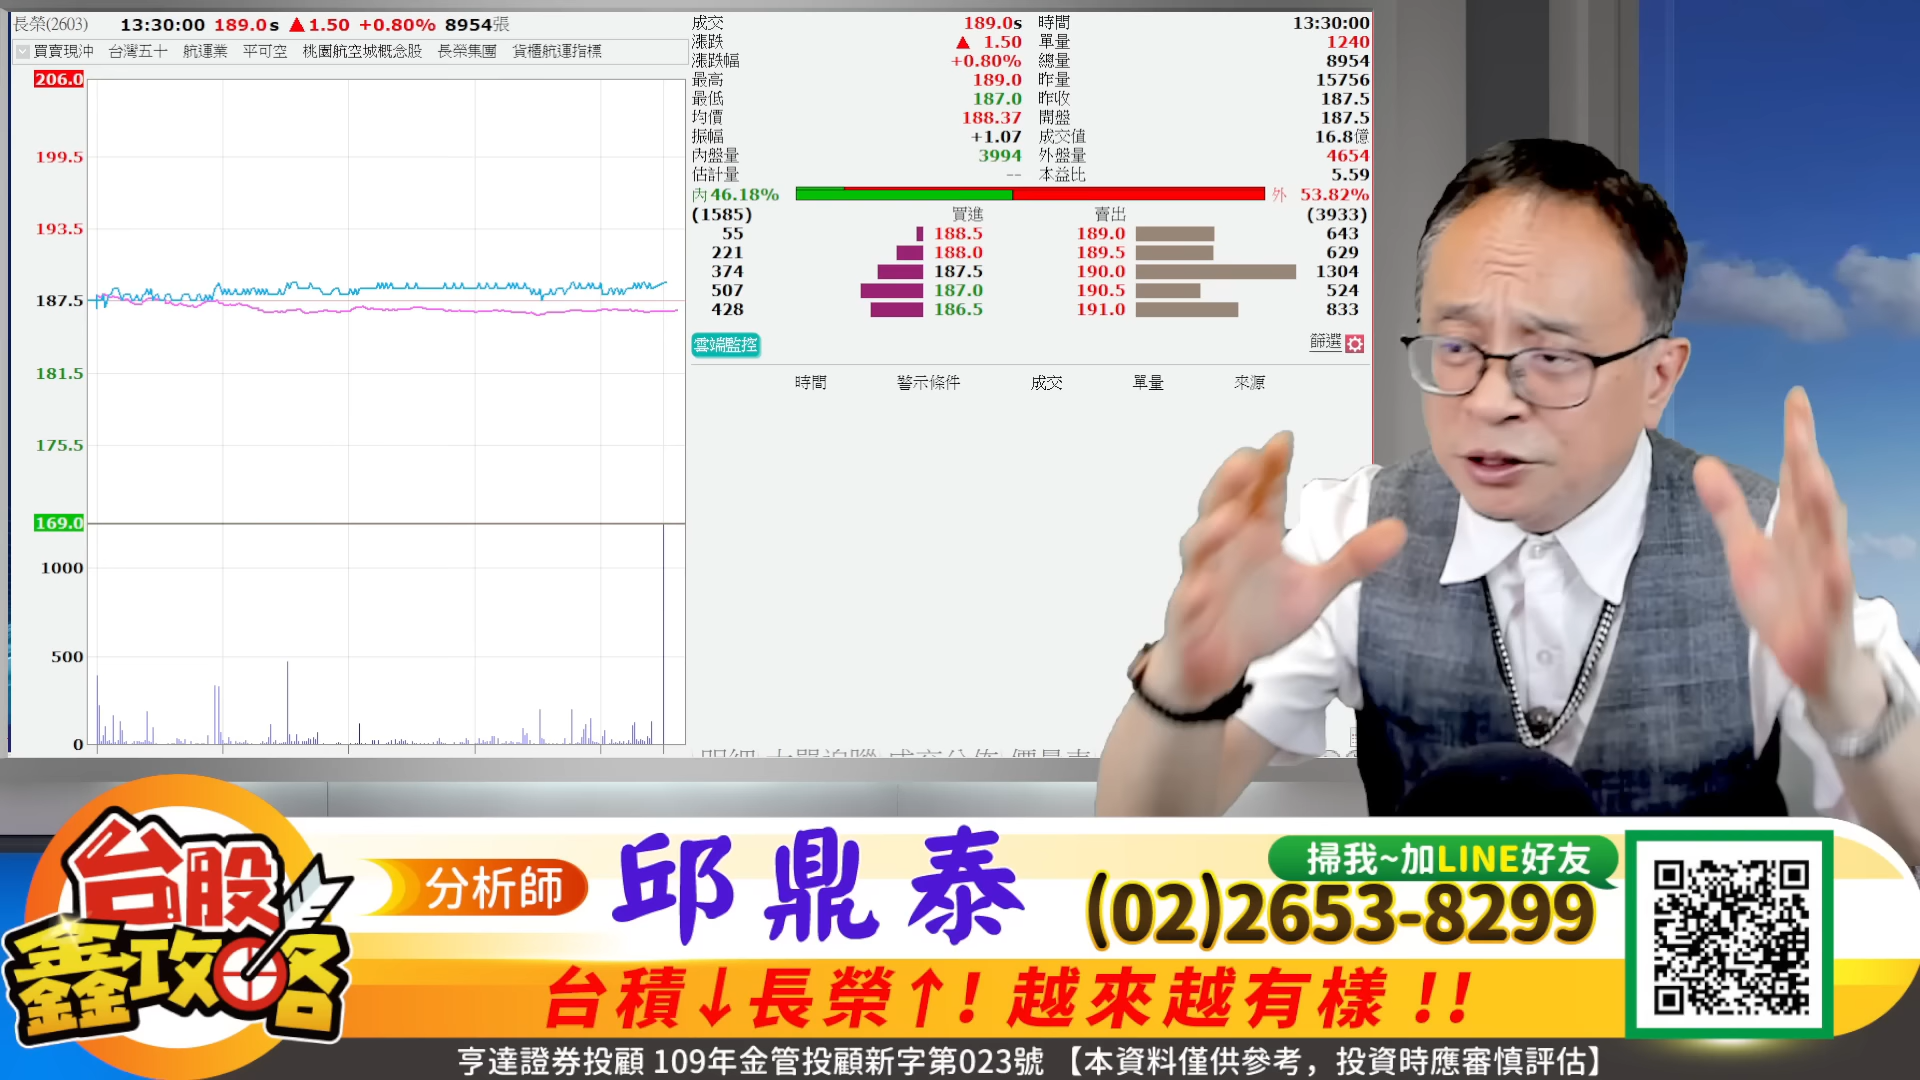 長榮(2603) 13:30:00 189.0s ▲1.50 +0.80% 8954張
買賣現沖 台灣五十 航運業 平可空 桃園航空城概念股 長榮集團 貨櫃航運指標
206.0
199.5
193.5
187.5
181.5
175.5
169.0
1000
500
0
成交 189.0s 時間 13:30:00
漲跌 ▲ 1.50 單量 1240
漲跌幅 +0.80% 總量 8954
最高 189.0 昨量 15756
最低 187.0 昨收 187.5
均價 188.37 開盤 187.5
振幅 +1.07 成交值 16.8億
內盤量 3994 外盤量 4654
估計量 -- 本益比 5.59
內 46.18% 外 53.82%
(1585) 買進 賣出 (3933)
55 188.5 189.0 643
221 188.0 189.5 629
374 187.5 190.0 1304
507 187.0 190.5 524
428 186.5 191.0 833
雲端監控 篩選
時間 警示條件 成交 單量 來源
台股
鑫攻略
分析師 邱鼎泰
掃我~加LINE好友
(02)2653-8299
台積↓長榮↑!越來越有樣!!
亨達證券投顧 109年金管投顧新字第023號 【本資料僅供參考，投資時應審慎評估】